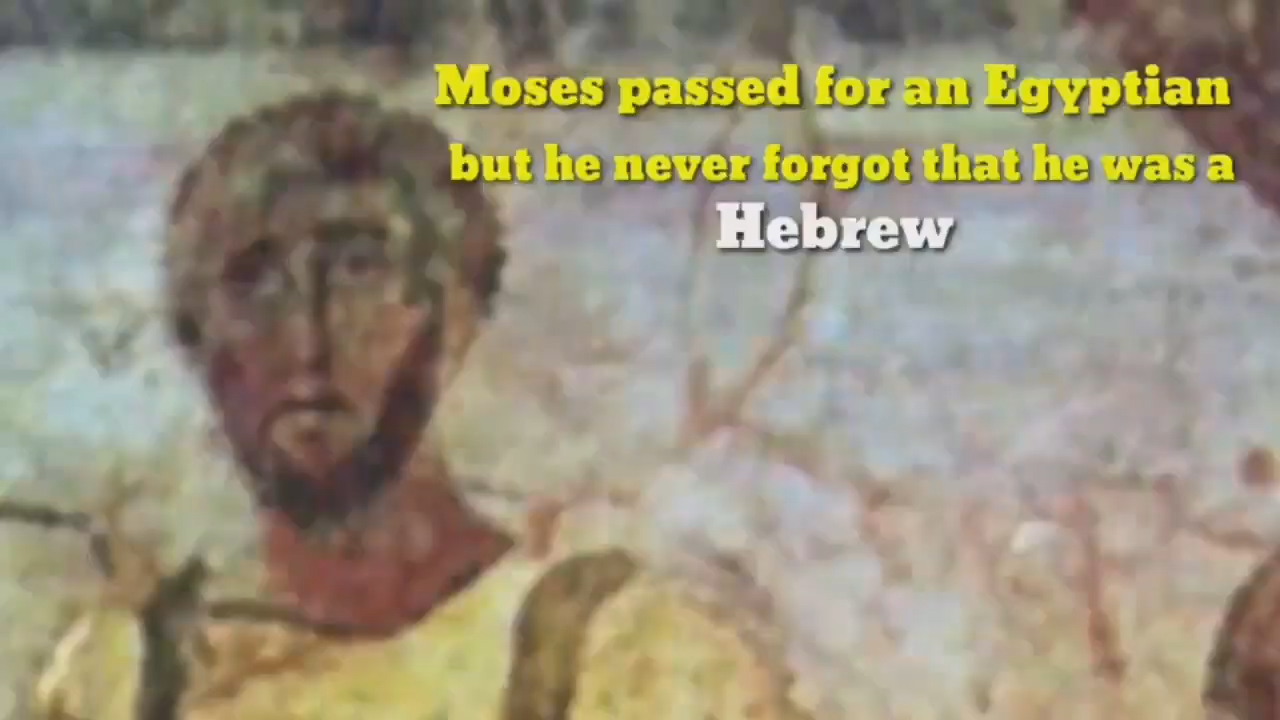 Moses passed for an Egyptian
but he never forgot that he was a
Hebrew